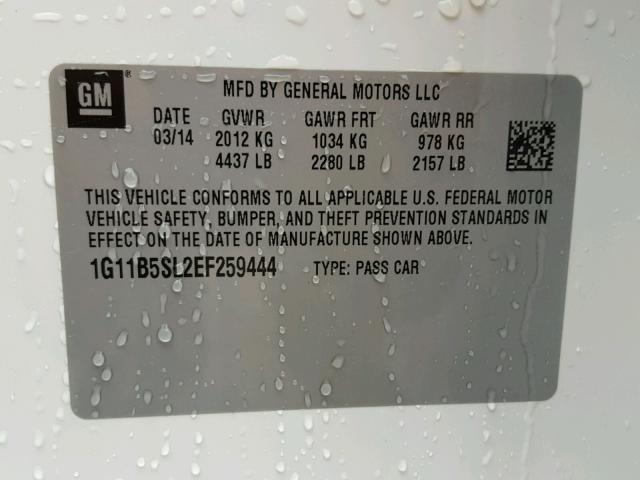 GM ®
MFD BY GENERAL MOTORS LLC
DATE GVWR GAWR FRT GAWR RR
03/14 2012 KG 1034 KG 978 KG
4437 LB 2280 LB 2157 LB
THIS VEHICLE CONFORMS TO ALL APPLICABLE U.S. FEDERAL MOTOR
VEHICLE SAFETY, BUMPER, AND THEFT PREVENTION STANDARDS IN
EFFECT ON THE DATE OF MANUFACTURE SHOWN ABOVE.
1G11B5SL2EF259444 TYPE: PASS CAR